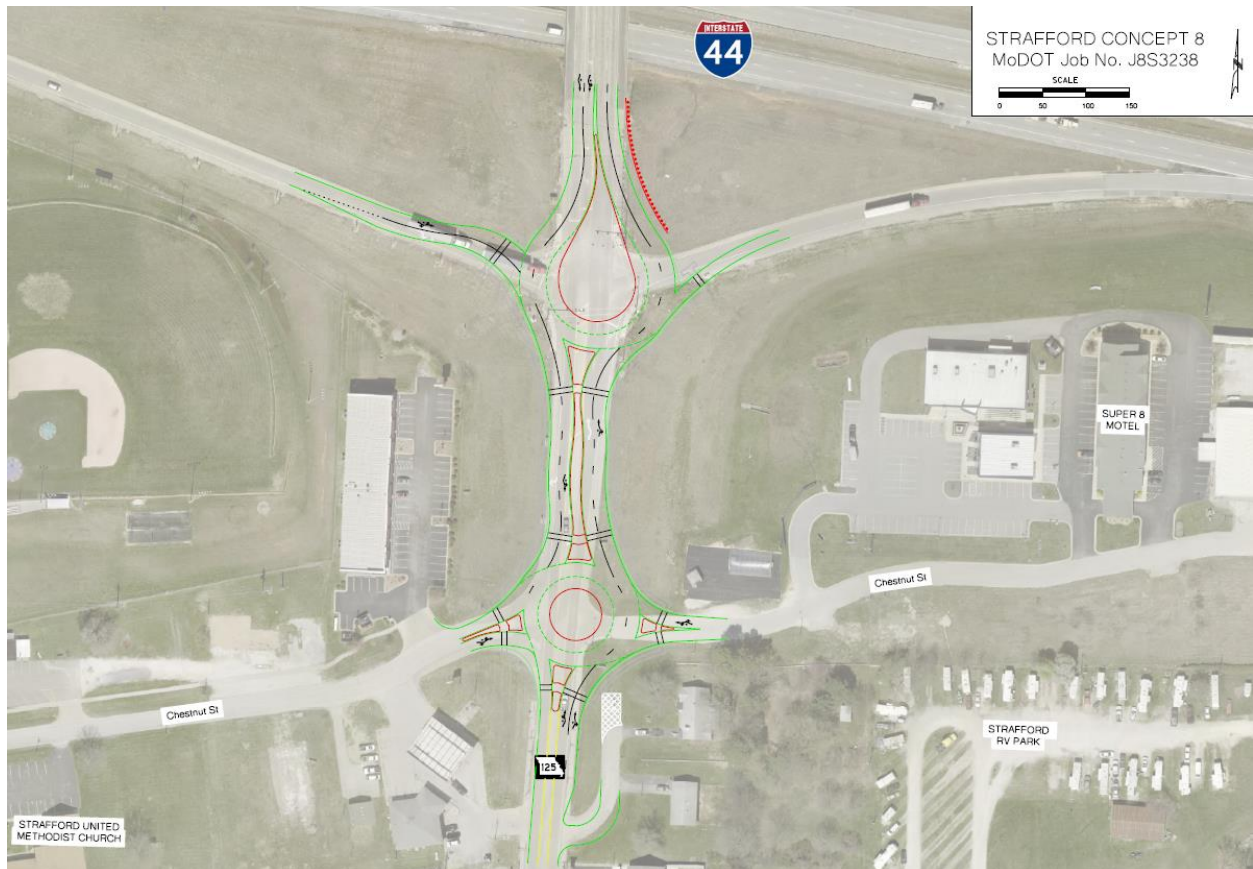 INTERSTATE
44
STRAFFORD CONCEPT 8
MoDOT Job No. J8S3238
SCALE
0 50 100 150
N
SUPER 8
MOTEL
Chestnut St
Chestnut St
STRAFFORD
RV PARK
125
STRAFFORD UNITED
METHODIST CHURCH